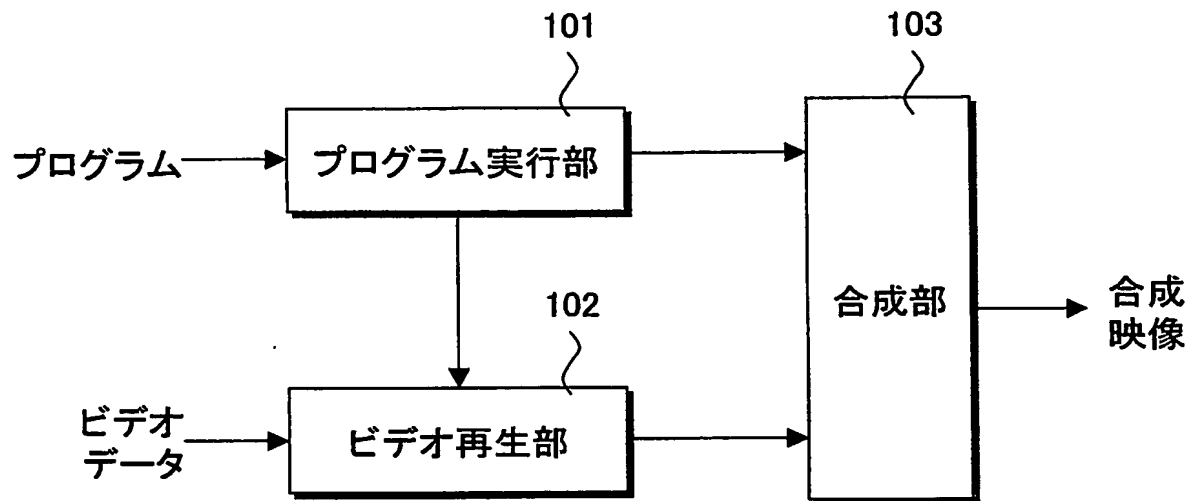 101
103
プログラム
プログラム実行部
102
合成部
合成
映像
ビデオ
データ
ビデオ再生部